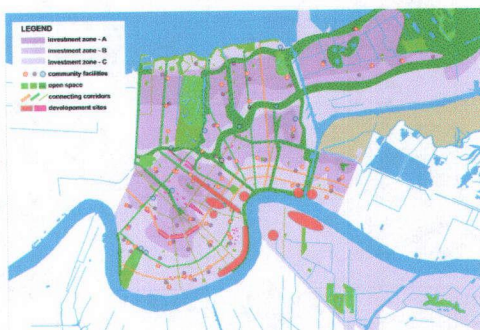 LEGEND
investment zone - A
investment zone - B
investment zone - C
community facilities
open space
connecting corridors
development sites